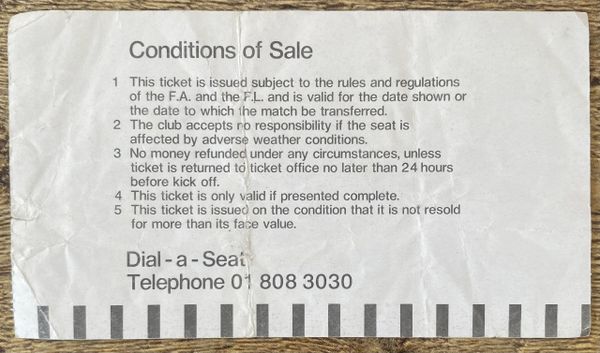 Conditions of Sale
1 This ticket is issued subject to the rules and regulations
of the F.A. and the F.L. and is valid for the date shown or
the date to which the match be transferred.
2 The club accepts no responsibility if the seat is
affected by adverse weather conditions.
3 No money refunded under any circumstances, unless
ticket is returned to ticket office no later than 24 hours
before kick off.
4 This ticket is only valid if presented complete.
5 This ticket is issued on the condition that it is not resold
for more than its face value.
Dial - a - Seat
Telephone 01 808 3030